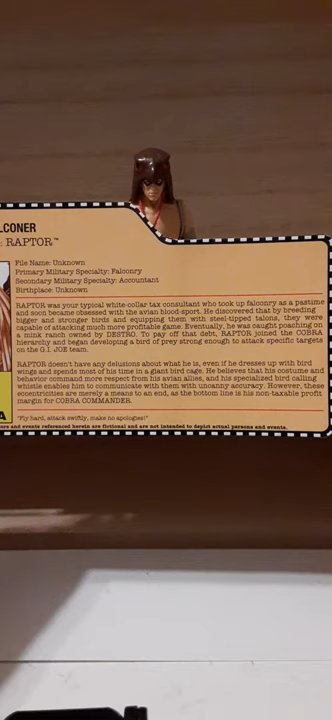 LCONER
: RAPTOR™
File Name: Unknown
Primary Military Specialty: Falconry
Secondary Military Specialty: Accountant
Birthplace: Unknown
RAPTOR was your typical white-collar tax consultant who took up falconry as a pastime
and soon became obsessed with the avian blood-sport. He discovered that by breeding
bigger and stronger birds and equipping them with steel-tipped talons, they were
capable of attacking much more profitable game. Eventually, he was caught poaching on
a mink ranch owned by DESTRO. To pay off that debt, RAPTOR joined the COBRA
hierarchy and began developing a bird of prey strong enough to attack specific targets
on the G.I. JOE team.
RAPTOR doesn't have any delusions about what he is, even if he dresses up with bird
wings and spends most of his time in a giant bird cage. He believes that his costume and
behavior command more respect from his avian allies, and his specialized bird calling
whistle enables him to communicate with them with uncanny accuracy. However, these
eccentricities are merely a means to an end, as the bottom line is his non-taxable profit
margin for COBRA COMMANDER.
A
"Fly hard, attack swiftly, make no apologies!"
ures and events referenced herein are fictional and are not intended to depict actual persons and events.